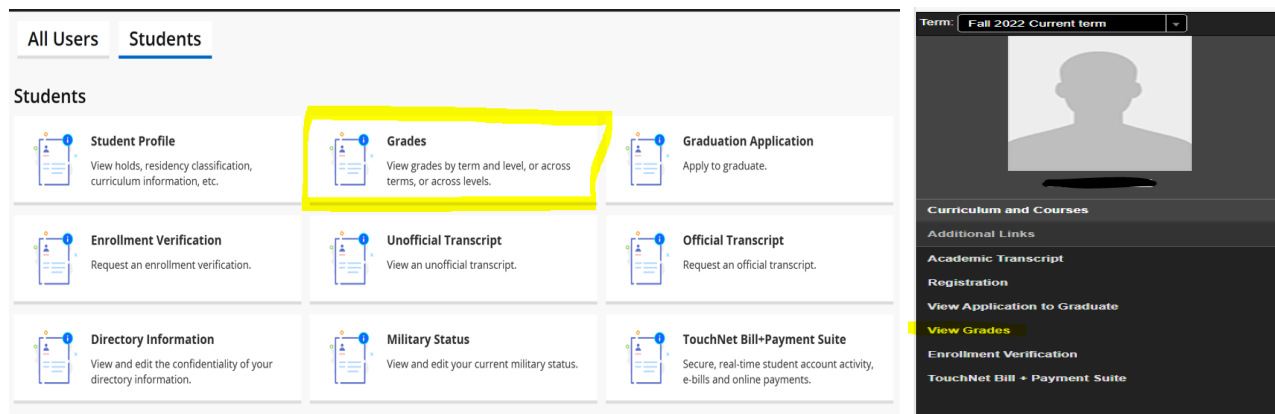 All Users Students
Students
Student Profile
View holds, residency classification,
curriculum information, etc.
Grades
View grades by term and level, or across
terms, or across levels.
Graduation Application
Apply to graduate.
Enrollment Verification
Request an enrollment verification.
Unofficial Transcript
View an unofficial transcript.
Official Transcript
Request an official transcript.
Directory Information
View and edit the confidentiality of your
directory information.
Military Status
View and edit your current military status.
TouchNet Bill+Payment Suite
Secure, real-time student account activity,
e-bills and online payments.
Term: Fall 2022 Current term
Curriculum and Courses
Additional Links
Academic Transcript
Registration
View Application to Graduate
View Grades
Enrollment Verification
TouchNet Bill + Payment Suite